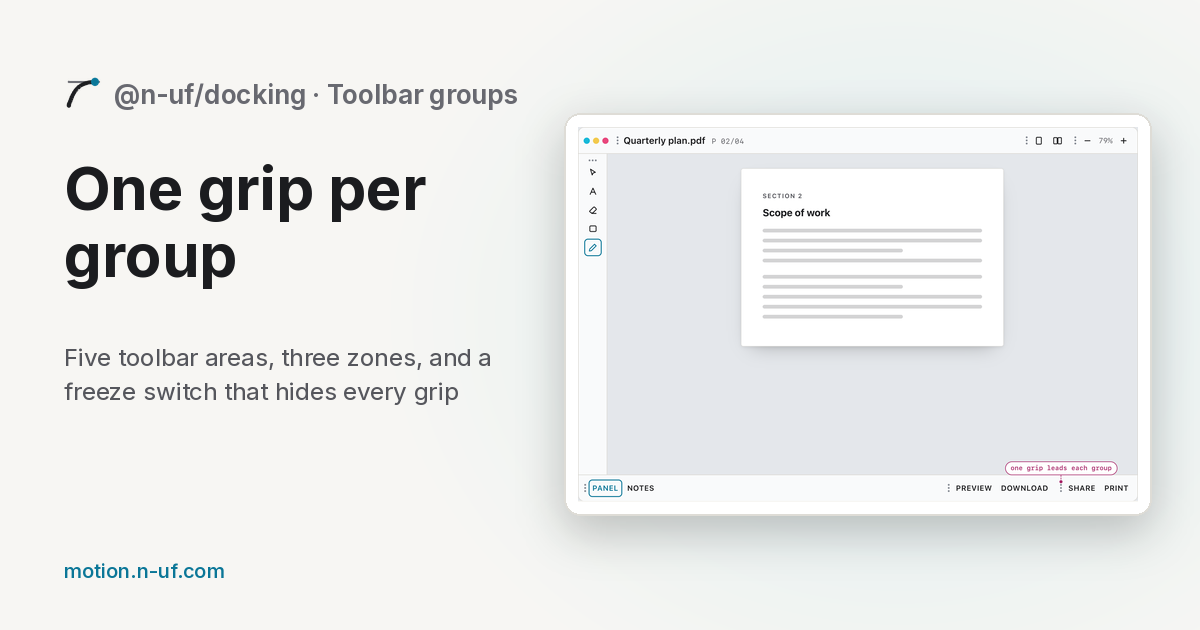 @n-uf/docking · Toolbar groups
One grip per
group
Five toolbar areas, three zones, and a
freeze switch that hides every grip
motion.n-uf.com
Quarterly plan.pdf P 02/04
79%
A
SECTION 2
Scope of work
one grip leads each group
PANEL NOTES
PREVIEW DOWNLOAD SHARE PRINT